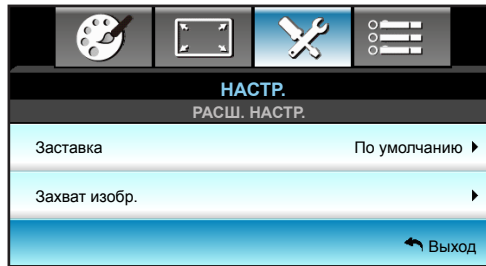 НАСТР.
РАСШ. НАСТР.
Заставка По умолчанию
Захват изобр.
Выход